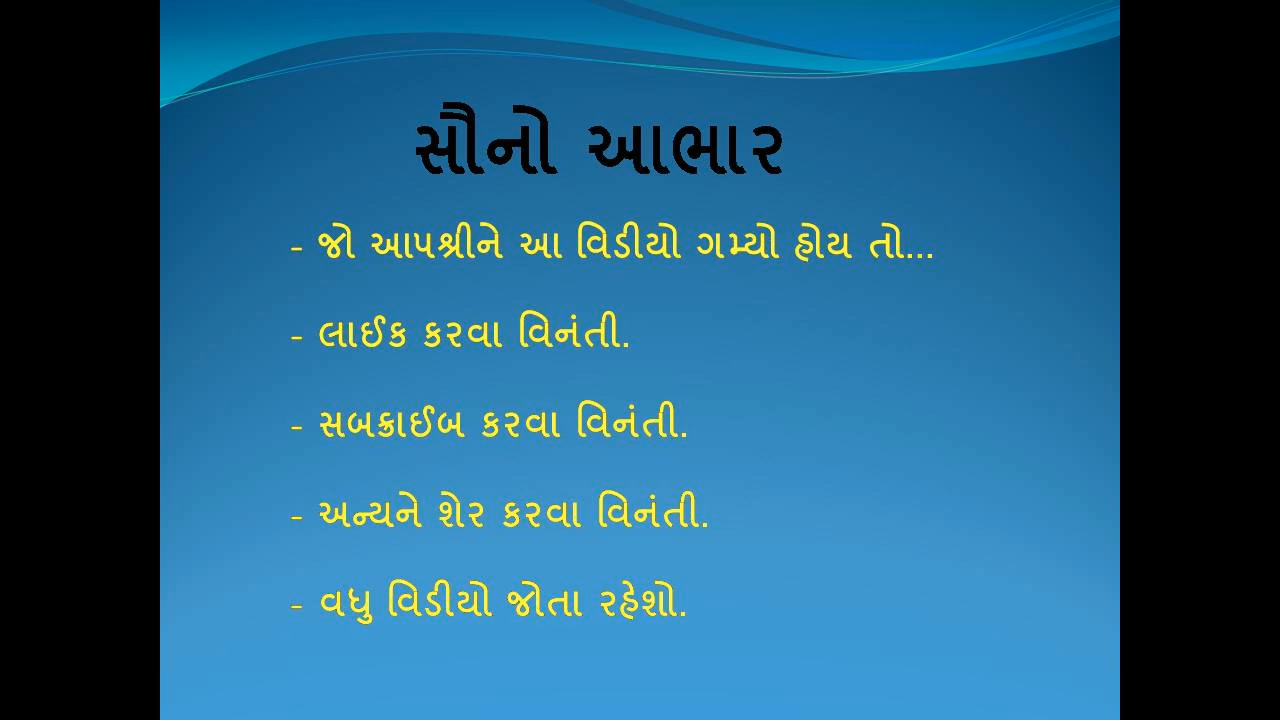 સૌનો આભાર
- જો આપશ્રીને આ વિડીયો ગમ્યો હોય તો...
- લાઈક કરવા વિનંતી.
- સબક્રાઈબ કરવા વિનંતી.
- અન્યને શેર કરવા વિનંતી.
- વધુ વિડીયો જોતા રહેશો.